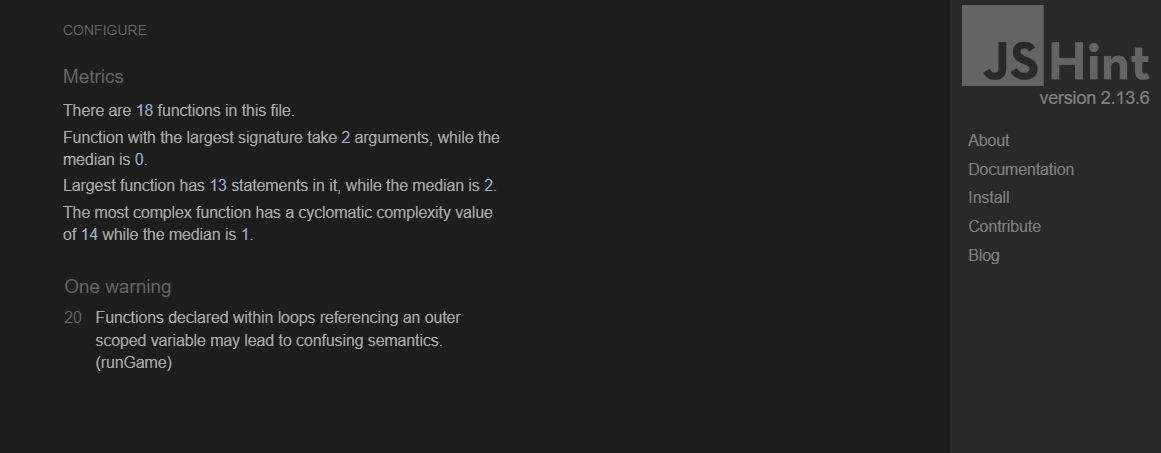 CONFIGURE
Metrics
There are 18 functions in this file.
Function with the largest signature take 2 arguments, while the
median is 0.
Largest function has 13 statements in it, while the median is 2.
The most complex function has a cyclomatic complexity value
of 14 while the median is 1.
One warning
20 Functions declared within loops referencing an outer
scoped variable may lead to confusing semantics.
(runGame)
JSHint
version 2.13.6
About
Documentation
Install
Contribute
Blog